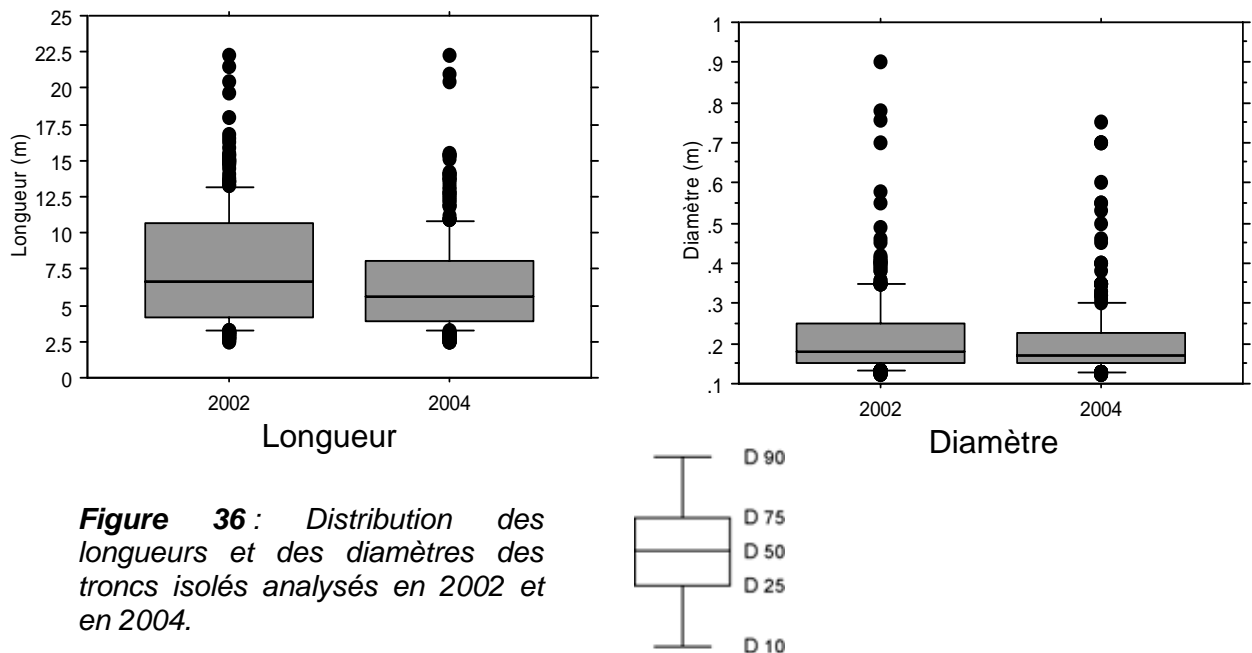 25
22.5
20
17.5
15
12.5
10
7.5
5
2.5
0
Longueur (m)
2002
2004
Longueur
1
.9
.8
.7
.6
.5
.4
.3
.2
.1
Diamètre (m)
2002
2004
Diamètre
D 90
D 75
D 50
D 25
D 10
Figure 36 : Distribution des
longueurs et des diamètres des
troncs isolés analysés en 2002 et
en 2004.